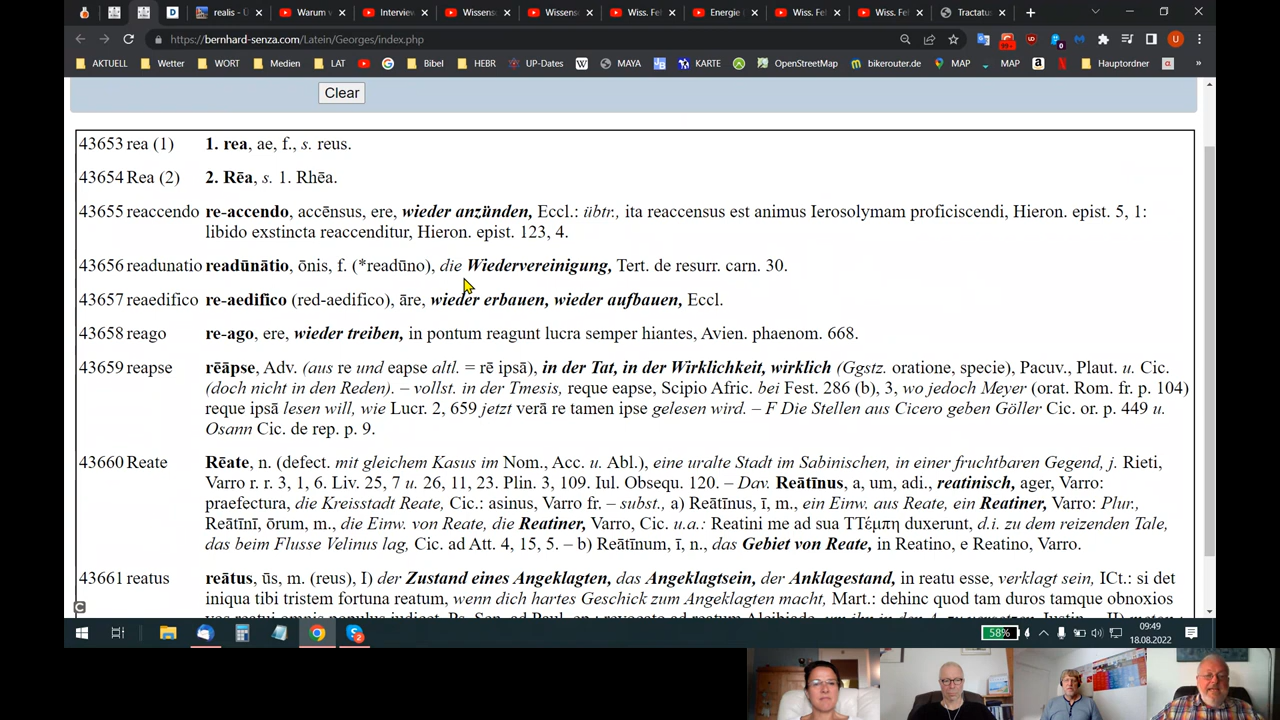 realis - Ü
Warum v
Interview
Wissens
Wissens
Wiss. Fel
Energie (
Wiss. Fel
Wiss. Fel
Tractatu
https://bernhard-senza.com/Latein/Georges/index.php
AKTUELL Wetter WORT Medien LAT Bibel HEBR UP-Dates MAYA KARTE OpenStreetMap bikerouter.de MAP MAP Hauptordner »
Clear
43653 rea (1) 1. rea, ae, f., s. reus.
43654 Rea (2) 2. Rēa, s. 1. Rhēa.
43655 reaccendo re-accendo, accēnsus, ere, wieder anzünden, Eccl.: übtr., ita reaccensus est animus Ierosolymam proficiscendi, Hieron. epist. 5, 1:
libido exstincta reaccenditur, Hieron. epist. 123, 4.
43656 readunatio readūnātio, ōnis, f. (*readūno), die Wiedervereinigung, Tert. de resurr. carn. 30.
43657 reaedifico re-aedifico (red-aedifico), āre, wieder erbauen, wieder aufbauen, Eccl.
43658 reago re-ago, ere, wieder treiben, in pontum reagunt lucra semper hiantes, Avien. phaenom. 668.
43659 reapse rēāpse, Adv. (aus re und eapse altl. = rē ipsā), in der Tat, in der Wirklichkeit, wirklich (Ggstz. oratione, specie), Pacuv., Plaut. u. Cic.
(doch nicht in den Reden). – vollst. in der Tmesis, reque eapse, Scipio Afric. bei Fest. 286 (b), 3, wo jedoch Meyer (orat. Rom. fr. p. 104)
reque ipsā lesen will, wie Lucr. 2, 659 jetzt verā re tamen ipse gelesen wird. – F Die Stellen aus Cicero geben Göller Cic. or. p. 449 u.
Osann Cic. de rep. p. 9.
43660 Reate Rēate, n. (defect. mit gleichem Kasus im Nom., Acc. u. Abl.), eine uralte Stadt im Sabinischen, in einer fruchtbaren Gegend, j. Rieti,
Varro r. r. 3, 1, 6. Liv. 25, 7 u. 26, 11, 23. Plin. 3, 109. Iul. Obsequ. 120. – Dav. Reātīnus, a, um, adi., reatinisch, ager, Varro:
praefectura, die Kreisstadt Reate, Cic.: asinus, Varro fr. – subst., a) Reātīnus, ī, m., ein Einw. aus Reate, ein Reatiner, Varro: Plur.,
Reātīnī, ōrum, m., die Einw. von Reate, die Reatiner, Varro, Cic. u.a.: Reatini me ad sua TTέμπη duxerunt, d.i. zu dem reizenden Tale,
das beim Flusse Velinus lag, Cic. ad Att. 4, 15, 5. – b) Reātīnum, ī, n., das Gebiet von Reate, in Reatino, e Reatino, Varro.
43661 reatus reātus, ūs, m. (reus), I) der Zustand eines Angeklagten, das Angeklagtsein, der Anklagestand, in reatu esse, verklagt sein, ICt.: si det
iniqua tibi tristem fortuna reatum, wenn dich hartes Geschick zum Angeklagten macht, Mart.: dehinc quod tam duros tamque obnoxios
58%
09:49
18.08.2022